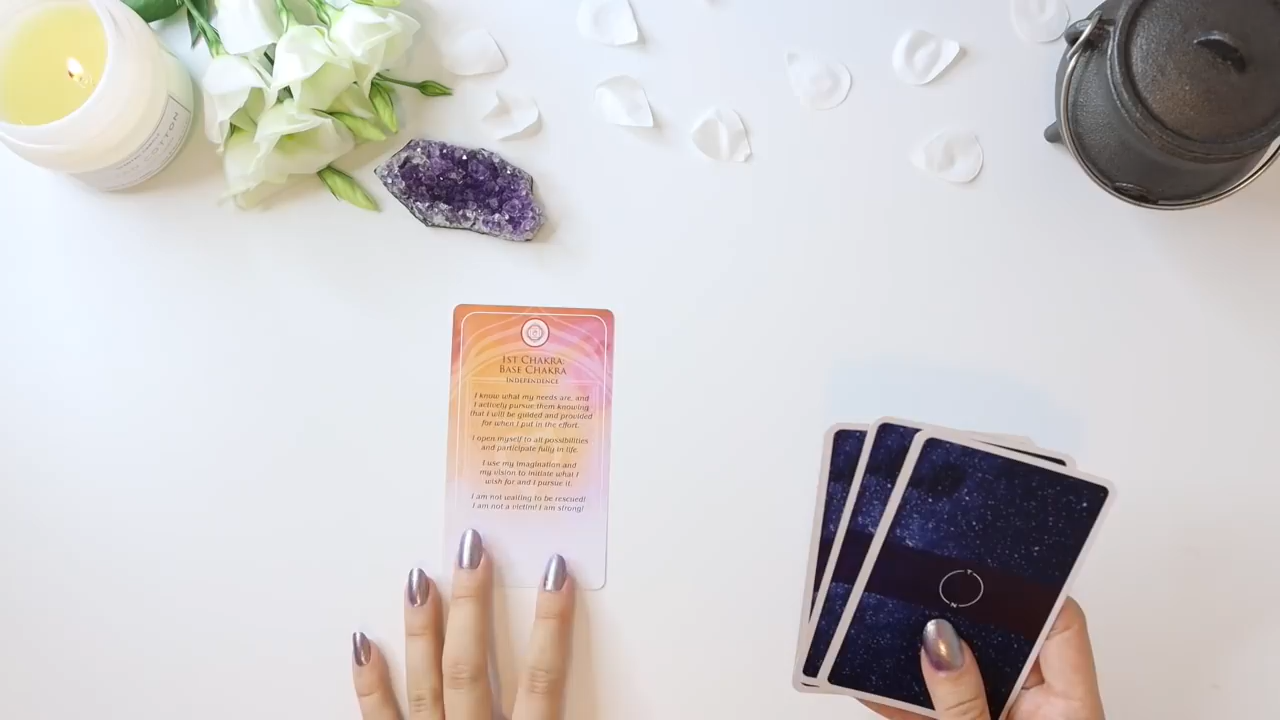 COTTON
1ST CHAKRA:
BASE CHAKRA
INDEPENDENCE
I know what my needs are, and
I actively pursue them knowing
that I will be guided and provided
for when I put in the effort.
I open myself to all possibilities
and participate fully in life.
I use my imagination and
my vision to initiate what I
wish for and I pursue it.
I am not waiting to be rescued!
I am not a victim! I am strong!